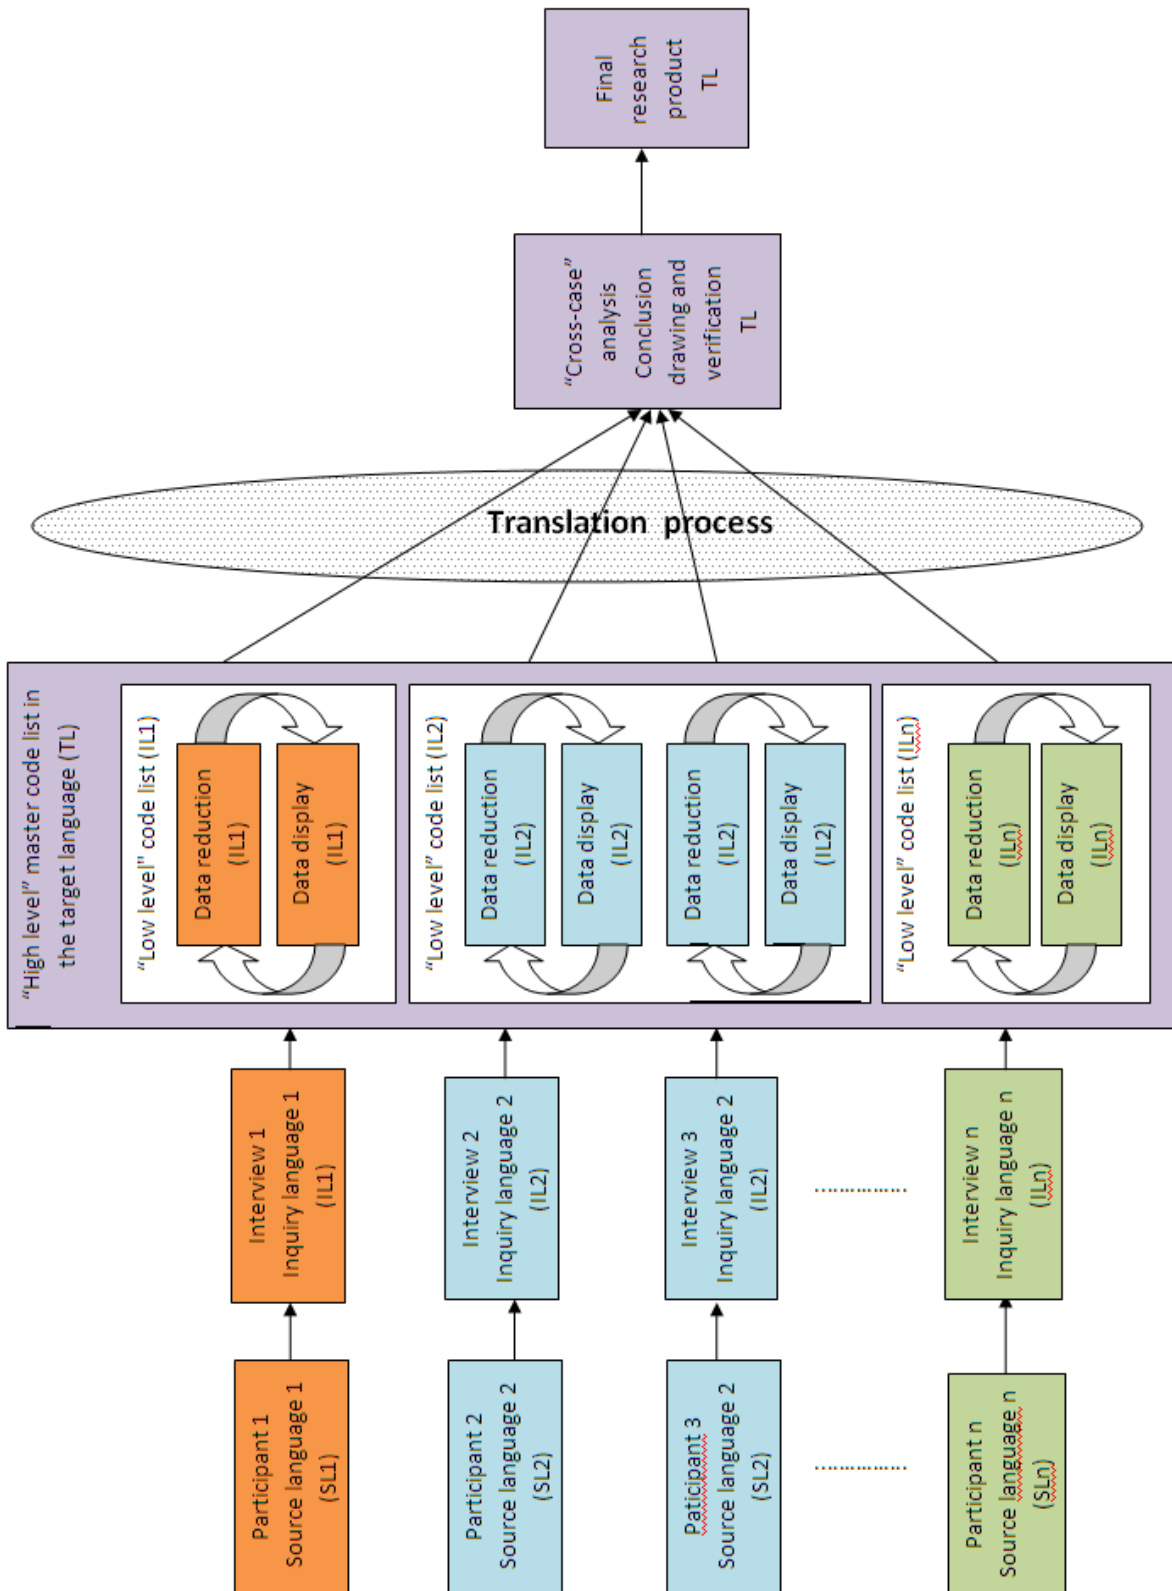 Participant 1
Source language 1
(SL1)
Participant 2
Source language 2
(SL2)
Paticipant 3
Source language 2
(SL2)
................
Participant n
Source language n
(SLn)
Interview 1
Inquiry language 1
(IL1)
Interview 2
Inquiry language 2
(IL2)
Interview 3
Inquiry language 2
(IL2)
................
Interview n
Inquiry language n
(ILn)
“High level” master code list in
the target language (TL)
“Low level" code list (IL1)
Data reduction
(IL1)
Data display
(IL1)
“Low level” code list (IL2)
Data reduction
(IL2)
Data display
(IL2)
Data reduction
(IL2)
Data display
(IL2)
“Low level” code list (ILn)
Data reduction
(ILn)
Data display
(ILn)
Translation process
“Cross-case”
analysis
Conclusion
drawing and
verification
TL
Final
research
product
TL